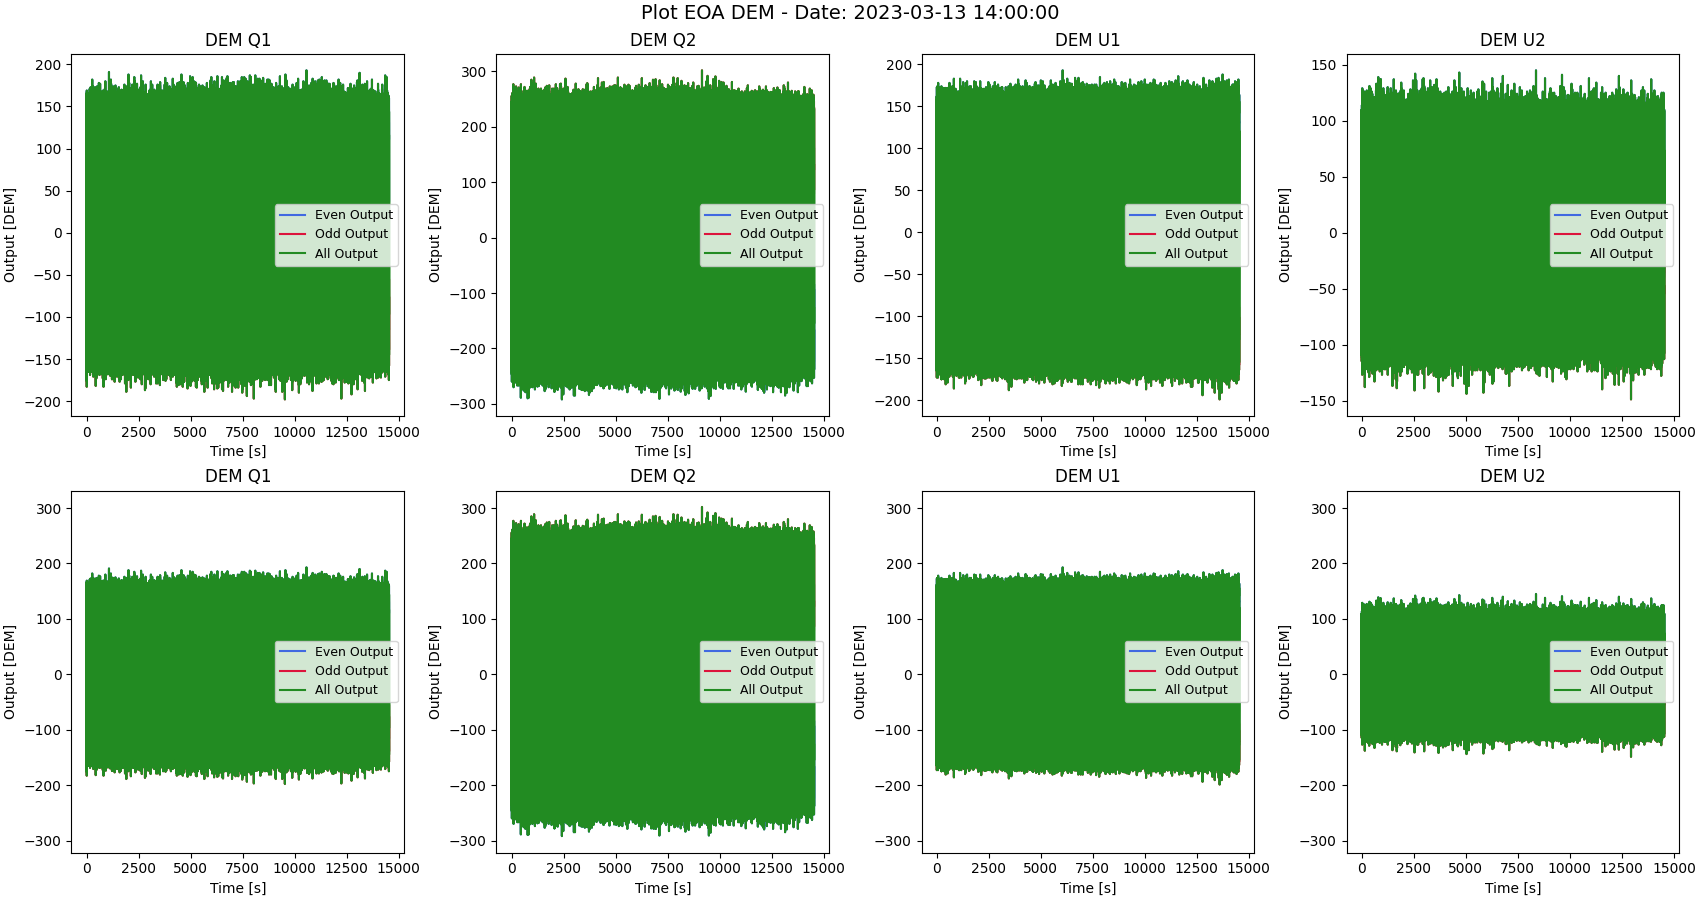 Plot EOA DEM - Date: 2023-03-13 14:00:00
DEM Q1
Output [DEM]
200
150
100
50
0
−50
−100
−150
−200
Even Output
Odd Output
All Output
0 2500 5000 7500 10000 12500 15000
Time [s]
DEM Q2
Output [DEM]
300
200
100
0
−100
−200
−300
Even Output
Odd Output
All Output
0 2500 5000 7500 10000 12500 15000
Time [s]
DEM U1
Output [DEM]
200
150
100
50
0
−50
−100
−150
−200
Even Output
Odd Output
All Output
0 2500 5000 7500 10000 12500 15000
Time [s]
DEM U2
Output [DEM]
150
100
50
0
−50
−100
−150
Even Output
Odd Output
All Output
0 2500 5000 7500 10000 12500 15000
Time [s]
DEM Q1
Output [DEM]
300
200
100
0
−100
−200
−300
Even Output
Odd Output
All Output
0 2500 5000 7500 10000 12500 15000
Time [s]
DEM Q2
Output [DEM]
300
200
100
0
−100
−200
−300
Even Output
Odd Output
All Output
0 2500 5000 7500 10000 12500 15000
Time [s]
DEM U1
Output [DEM]
300
200
100
0
−100
−200
−300
Even Output
Odd Output
All Output
0 2500 5000 7500 10000 12500 15000
Time [s]
DEM U2
Output [DEM]
300
200
100
0
−100
−200
−300
Even Output
Odd Output
All Output
0 2500 5000 7500 10000 12500 15000
Time [s]